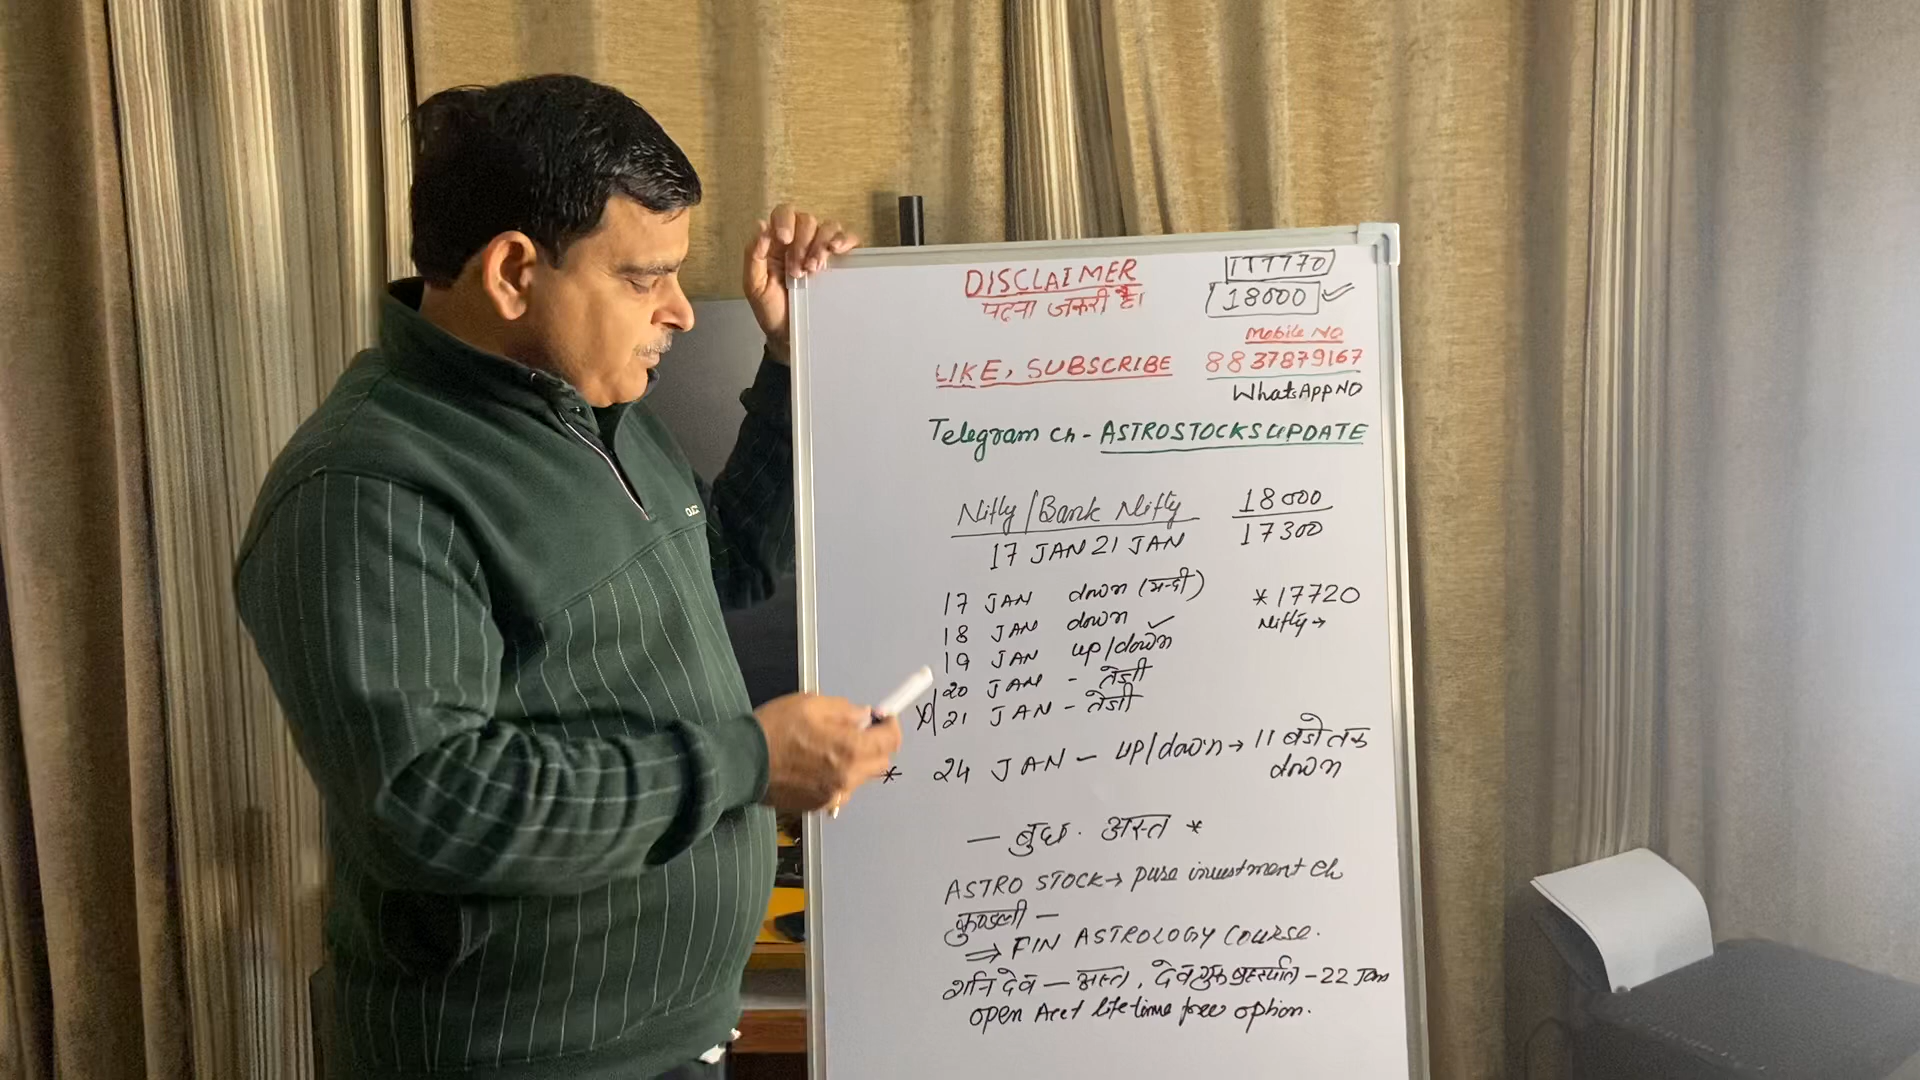 DISCLAIMER
पढ़ना जरूरी है।
18000
Mobile NO
8837879167
WhatsApp NO
LIKE, SUBSCRIBE
Telegram ch - ASTROSTOCKSUPDATE
Nifty/Bank Nifty 18000
17300
17 JAN 21 JAN
17 JAN down (मन्दी) * 17720
18 JAN down Nifty →
19 JAN up/down
20 JAN - तेजी
21 JAN - तेजी
* 24 JAN - up/down → 11 बजे तक
down
- बुध. अस्त *
ASTRO STOCK → investment ch
कुण्डली -
⇒ FIN ASTROLOGY COURSE.
शनि देव - अस्त, देव गुरू बृहस्पति - 22 Jan
open Acct life time free option.